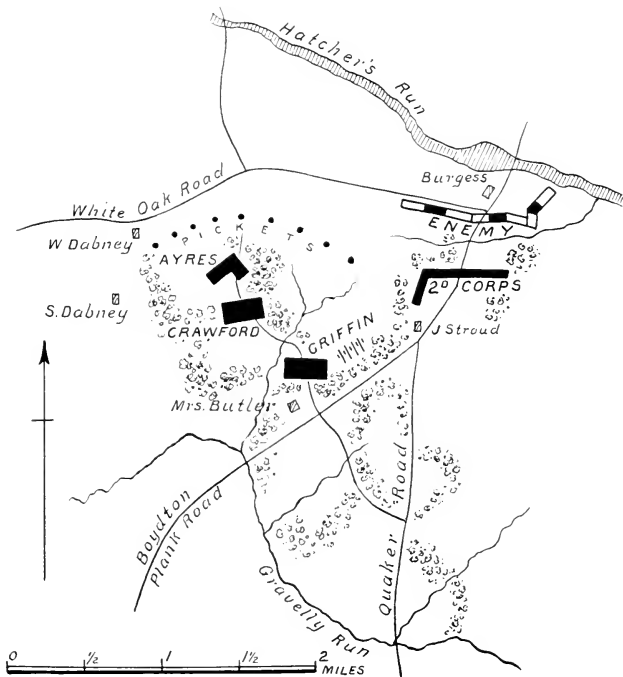 Hatcher's Run
Burgess
White Oak Road
ENEMY
W Dabney
PICKETS
AYRES
2D CORPS
S. Dabney
CRAWFORD
J Stroud
GRIFFIN
Mrs. Butler
Boydton
Plank Road
Quaker Road
Gravelly Run
0 1/2 1 1 1/2 2
MILES